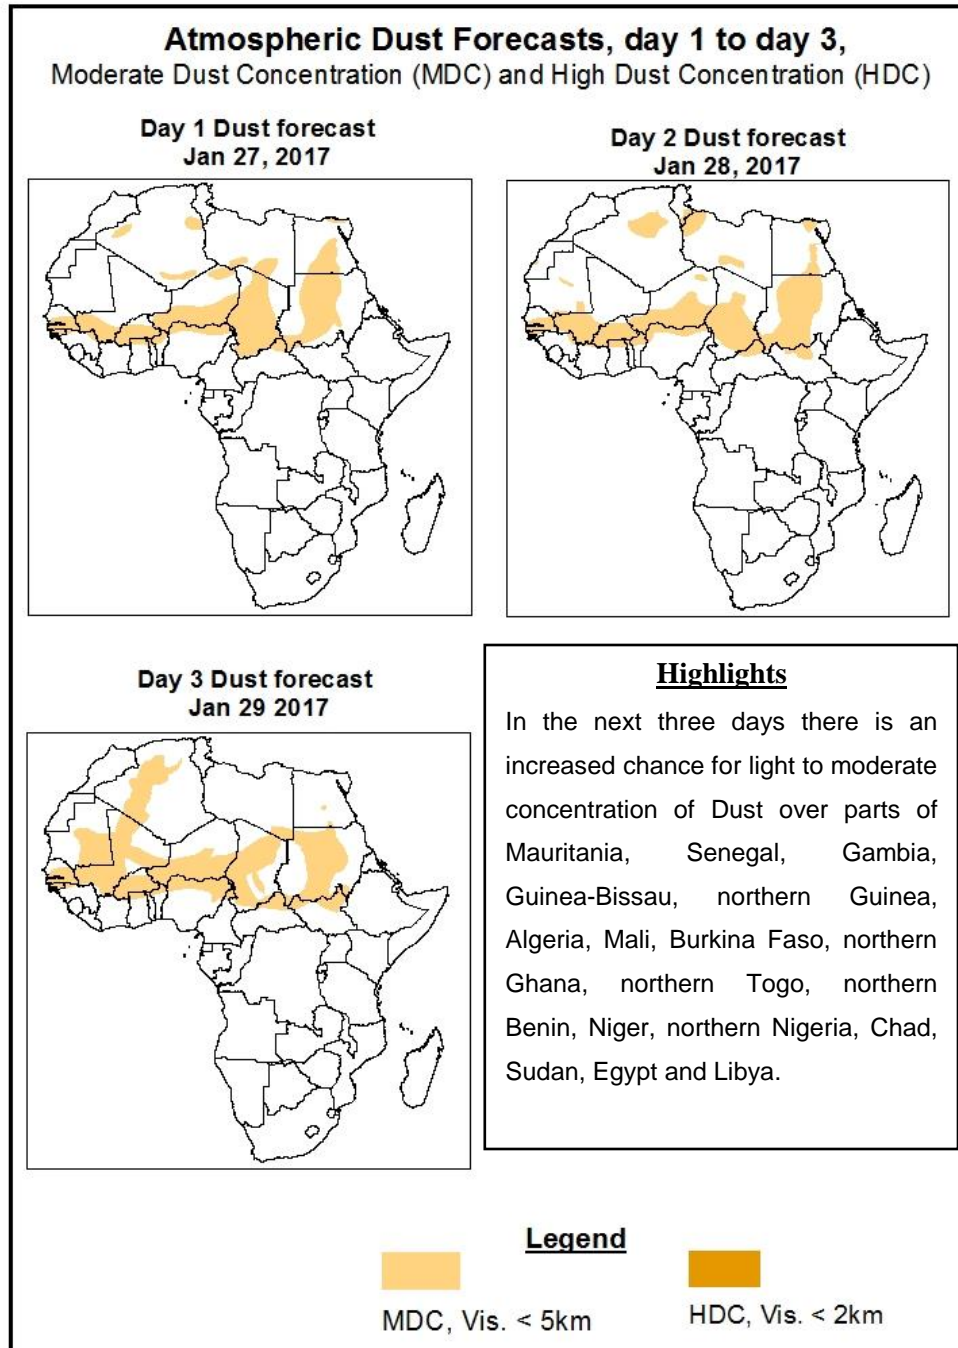 Atmospheric Dust Forecasts, day 1 to day 3,
Moderate Dust Concentration (MDC) and High Dust Concentration (HDC)
Day 1 Dust forecast
Jan 27, 2017
Day 2 Dust forecast
Jan 28, 2017
Day 3 Dust forecast
Jan 29 2017
Highlights
In the next three days there is an
increased chance for light to moderate
concentration of Dust over parts of
Mauritania, Senegal, Gambia,
Guinea-Bissau, northern Guinea,
Algeria, Mali, Burkina Faso, northern
Ghana, northern Togo, northern
Benin, Niger, northern Nigeria, Chad,
Sudan, Egypt and Libya.
Legend
MDC, Vis. < 5km
HDC, Vis. < 2km